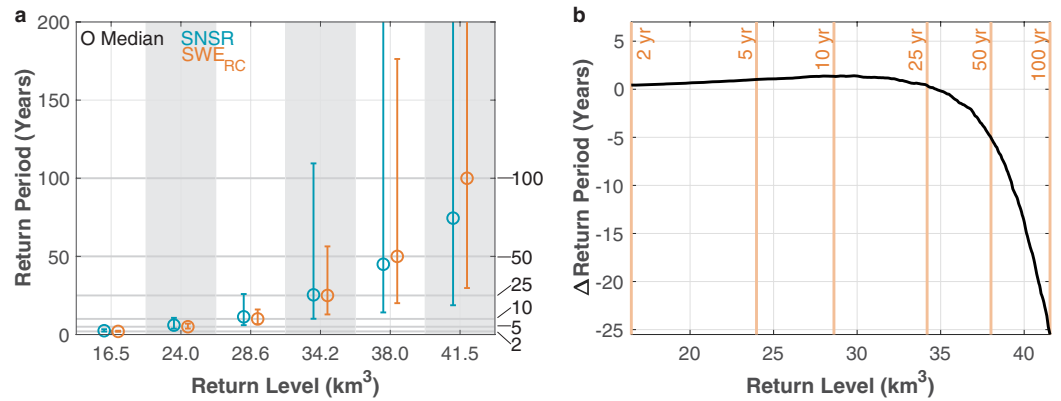 a
O Median SNSR
SWE_RC
Return Period (Years)
200
150
100
50
0
100
50
25
10
5
2
16.5 24.0 28.6 34.2 38.0 41.5
Return Level (km³)
b
2 yr 5 yr 10 yr 25 yr 50 yr 100 yr
ΔReturn Period (Years)
5
0
-5
-10
-15
-20
-25
20 25 30 35 40
Return Level (km³)